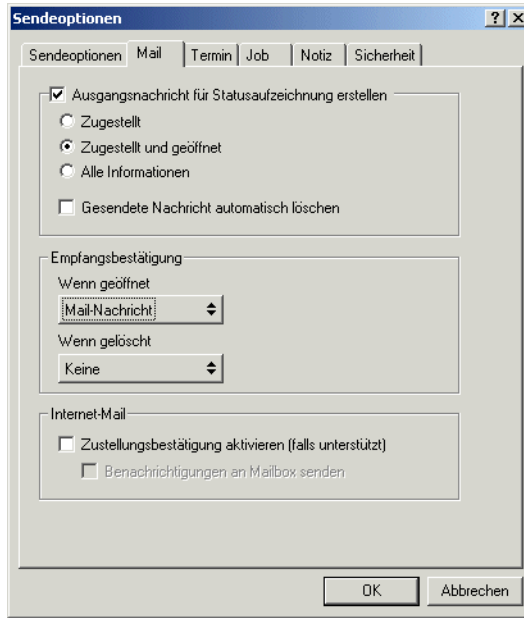 Sendeoptionen
Sendeoptionen Mail Termin Job Notiz Sicherheit
Ausgangsnachricht für Statusaufzeichnung erstellen
Zugestellt
Zugestellt und geöffnet
Alle Informationen
Gesendete Nachricht automatisch löschen
Empfangsbestätigung
Wenn geöffnet
Mail-Nachricht
Wenn gelöscht
Keine
Internet-Mail
Zustellungsbestätigung aktivieren (falls unterstützt)
Benachrichtigungen an Mailbox senden
OK Abbrechen